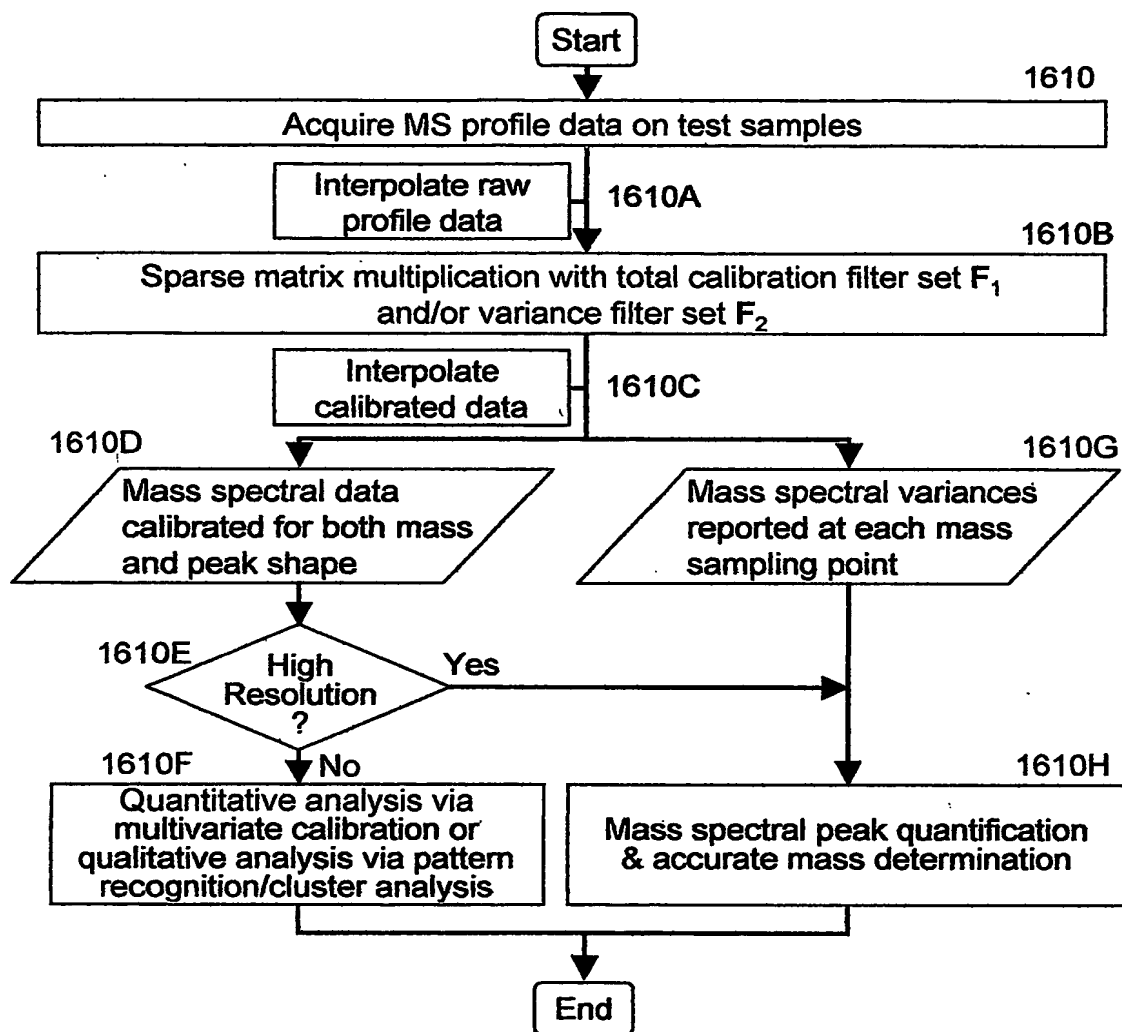 Start
1610
Acquire MS profile data on test samples
Interpolate raw
profile data
1610A
1610B
Sparse matrix multiplication with total calibration filter set F₁
and/or variance filter set F₂
Interpolate
calibrated data
1610C
1610D
Mass spectral data
calibrated for both mass
and peak shape
1610G
Mass spectral variances
reported at each mass
sampling point
1610E
High
Resolution
?
Yes
No
1610F
Quantitative analysis via
multivariate calibration or
qualitative analysis via pattern
recognition/cluster analysis
1610H
Mass spectral peak quantification
& accurate mass determination
End